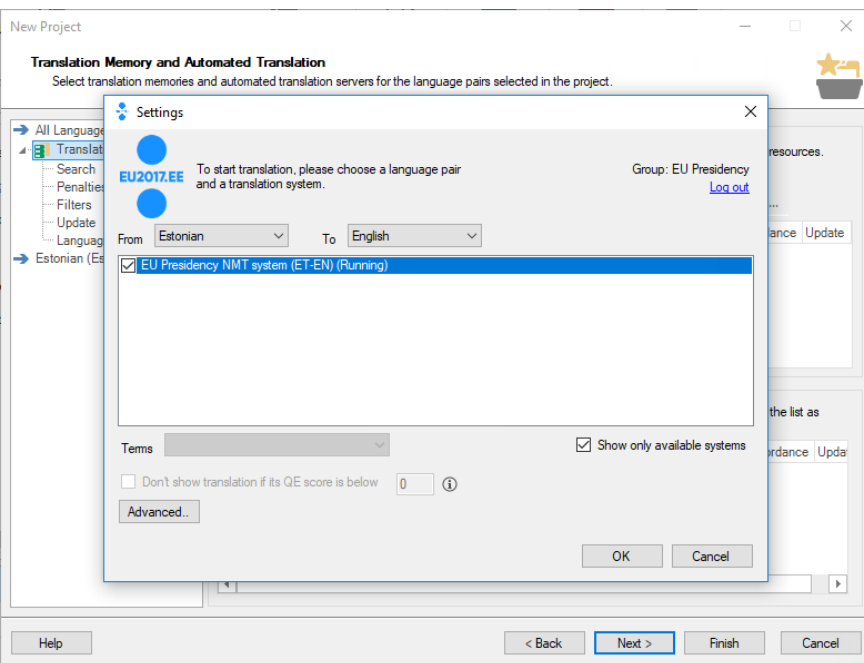 New Project
Translation Memory and Automated Translation
Select translation memories and automated translation servers for the language pairs selected in the project.
All Language
Translat
Search
Penalties
Filters
Update
Languag
Estonian (Es
resources.
...
Update
the list as
Settings
EU2017.EE
To start translation, please choose a language pair
and a translation system.
Group: EU Presidency
Log out
From Estonian To English
EU Presidency NMT system (ET-EN) (Running)
Terms
Show only available systems
Don't show translation if its QE score is below 0
Advanced..
OK Cancel
Help < Back Next > Finish Cancel